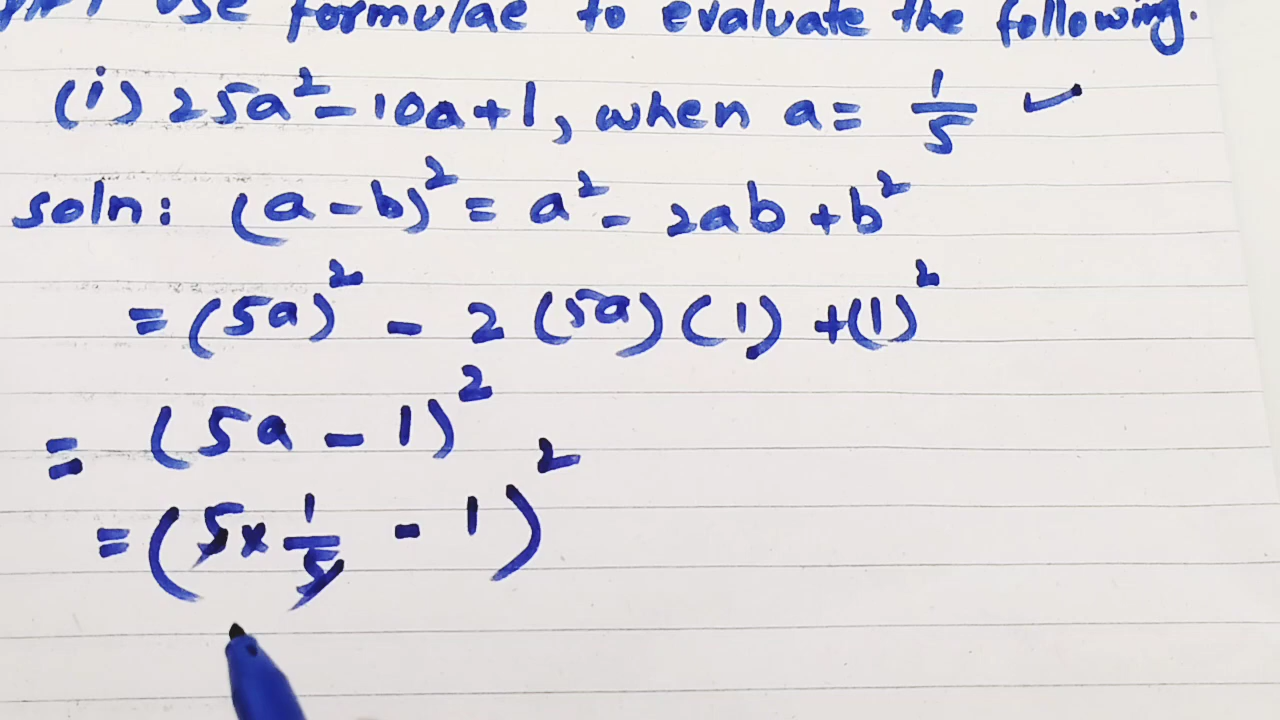 Use formulae to evaluate the following.
(i) 25a² - 10a + 1, when a = 1/5 ✓
soln: (a - b)² = a² - 2ab + b²
= (5a)² - 2 (5a) (1) + (1)²
= (5a - 1)²
= (5 × 1/5 - 1)²